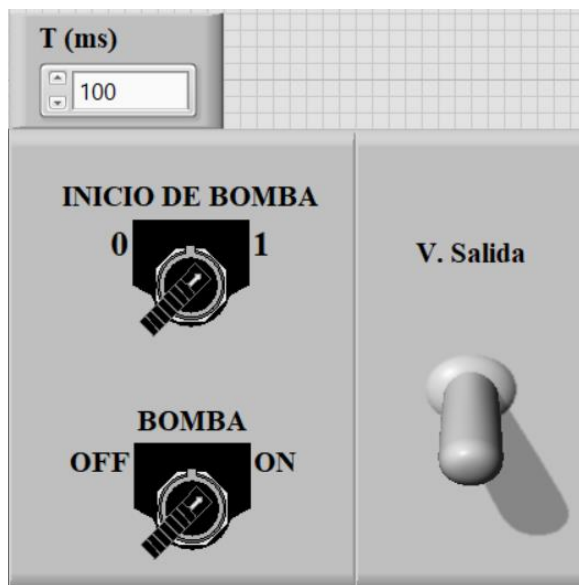 T (ms)
100
INICIO DE BOMBA
0 1
V. Salida
BOMBA
OFF ON